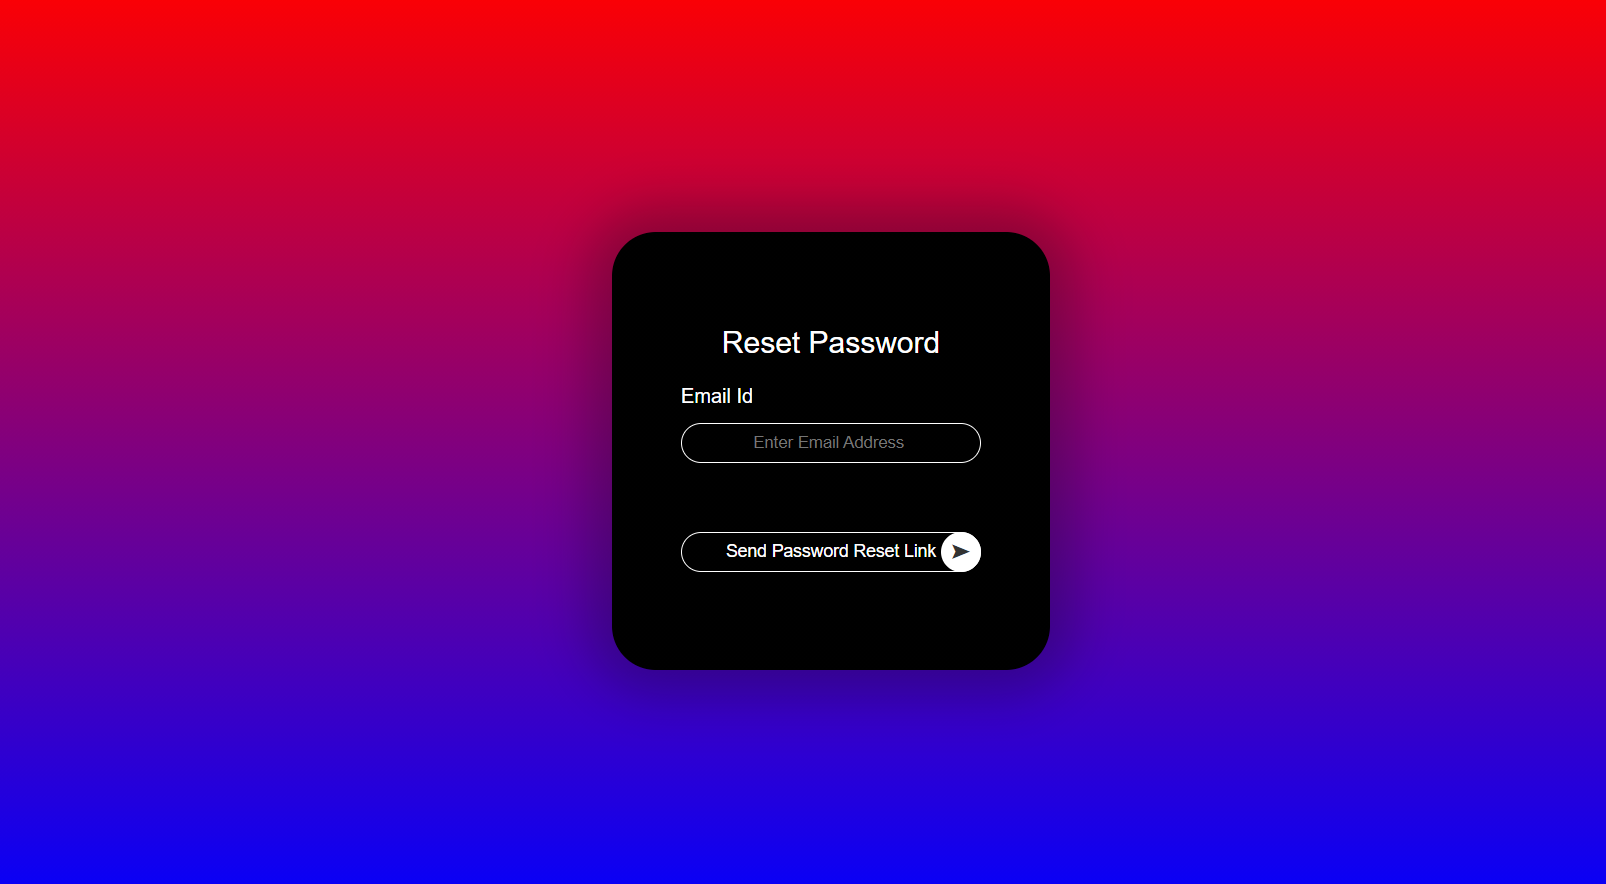 Reset Password
Email Id
Enter Email Address
Send Password Reset Link